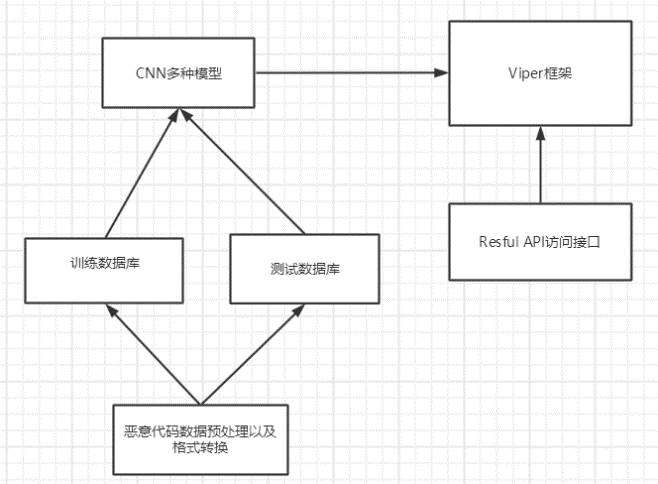 CNN多种模型
Viper框架
训练数据库
测试数据库
Resful API访问接口
恶意代码数据预处理以及
格式转换